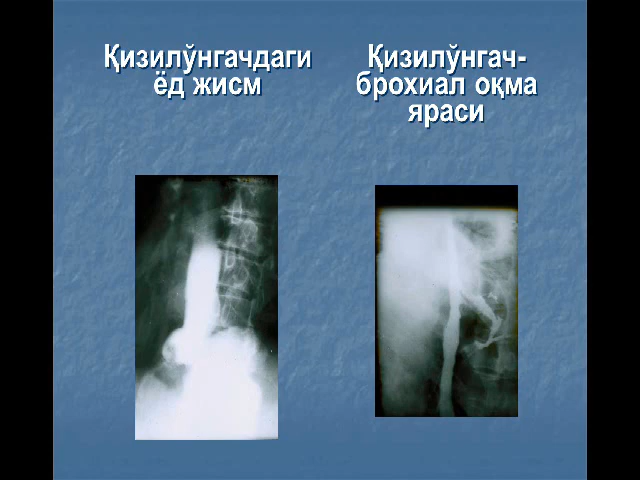 Қизилўнгачдаги
ёд жисм
Қизилўнгач-
брохиал оқма
яраси